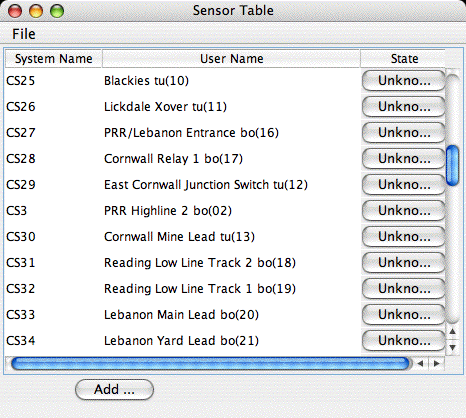 Sensor Table
File
System Name User Name State
CS25 Blackies tu(10) Unkno...
CS26 Lickdale Xover tu(11) Unkno...
CS27 PRR/Lebanon Entrance bo(16) Unkno...
CS28 Cornwall Relay 1 bo(17) Unkno...
CS29 East Cornwall Junction Switch tu(12) Unkno...
CS3 PRR Highline 2 bo(02) Unkno...
CS30 Cornwall Mine Lead tu(13) Unkno...
CS31 Reading Low Line Track 2 bo(18) Unkno...
CS32 Reading Low Line Track 1 bo(19) Unkno...
CS33 Lebanon Main Lead bo(20) Unkno...
CS34 Lebanon Yard Lead bo(21) Unkno...
Add ...